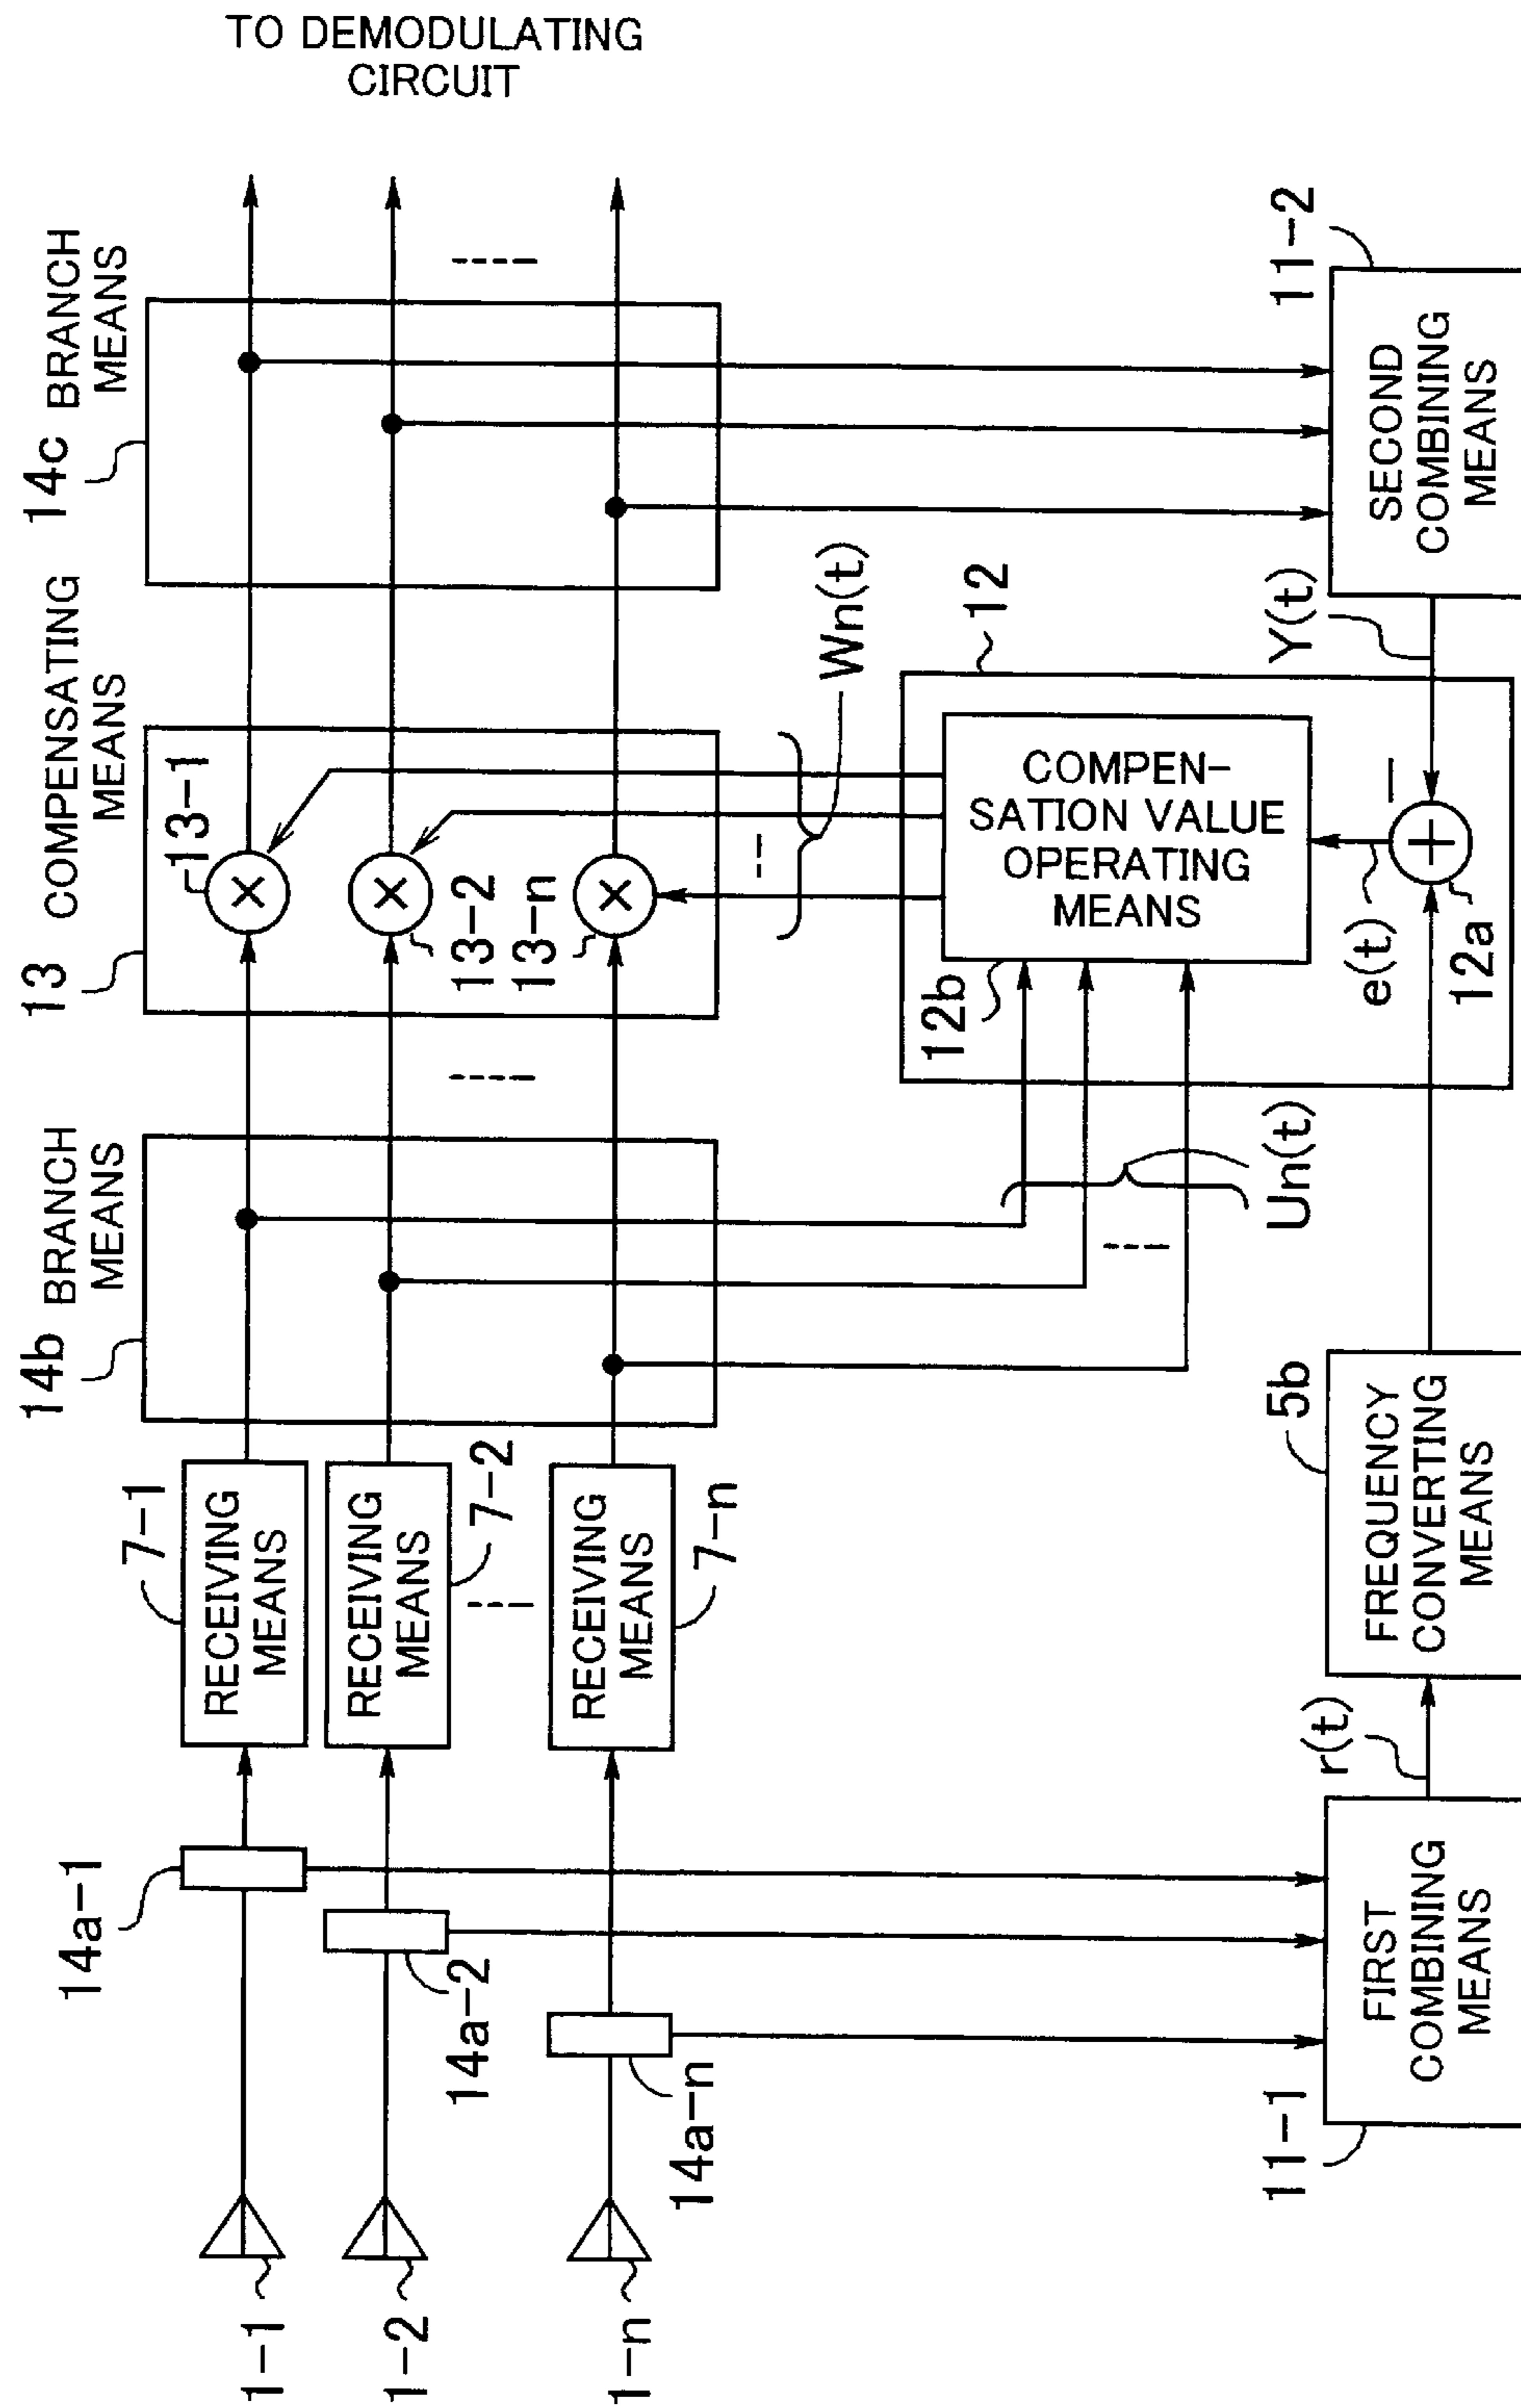 TO DEMODULATING
CIRCUIT
14c BRANCH
MEANS
13 COMPENSATING
MEANS
14b BRANCH
MEANS
13-1
13-2
13-n
7-1
RECEIVING
MEANS
7-2
RECEIVING
MEANS
7-n
RECEIVING
MEANS
14a-1
14a-2
14a-n
1-1
1-2
1-n
Wn(t)
Un(t)
12
COMPEN-
SATION VALUE
OPERATING
MEANS
12b
e(t)
12a
Y(t)
11-2
SECOND
COMBINING
MEANS
5b
FREQUENCY
CONVERTING
MEANS
r(t)
11-1
FIRST
COMBINING
MEANS